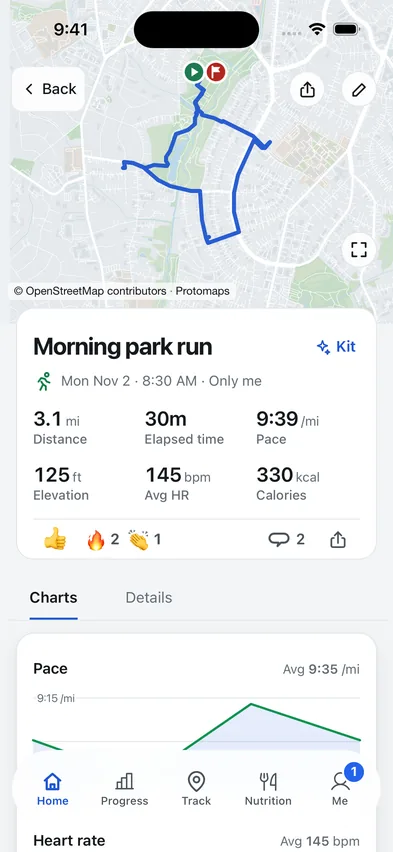 9:41
Back
© OpenStreetMap contributors · Protomaps
Morning park run
Kit
Mon Nov 2 · 8:30 AM · Only me
3.1 mi 30m 9:39 /mi
Distance Elapsed time Pace
125 ft 145 bpm 330 kcal
Elevation Avg HR Calories
👍 🔥 2 👏 1 2
Charts Details
Pace Avg 9:35 /mi
9:15 /mi
1
Home Progress Track Nutrition Me
Heart rate Avg 145 bpm